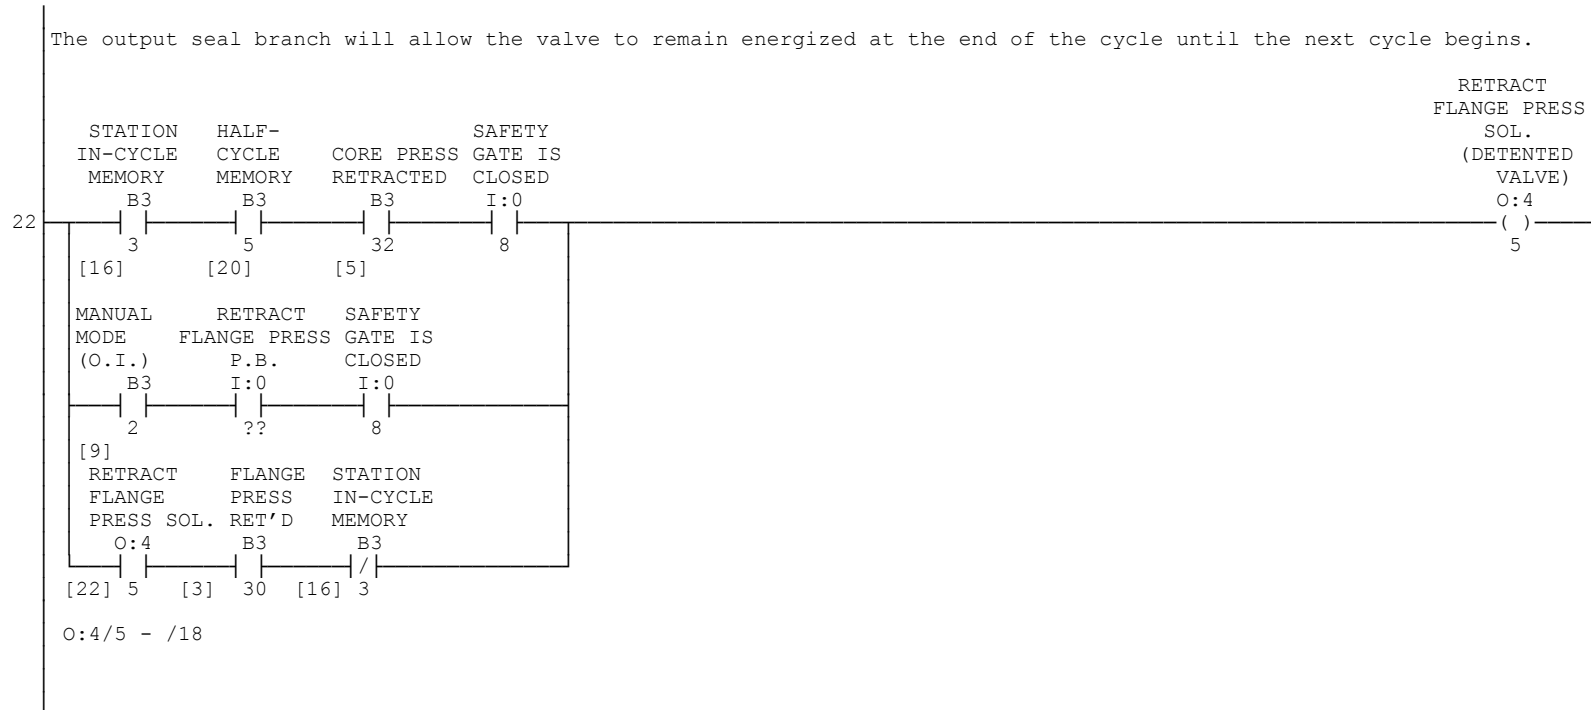 The output seal branch will allow the valve to remain energized at the end of the cycle until the next cycle begins.
RETRACT
FLANGE PRESS
STATION HALF- SAFETY SOL.
IN-CYCLE CYCLE CORE PRESS GATE IS (DETENTED
MEMORY MEMORY RETRACTED CLOSED VALVE)
B3 B3 B3 I:0 O:4
22 ( )
3 5 32 8 5
[16] [20] [5]
MANUAL RETRACT SAFETY
MODE FLANGE PRESS GATE IS
(O.I.) P.B. CLOSED
B3 I:0 I:0
2 ?? 8
[9]
RETRACT FLANGE STATION
FLANGE PRESS IN-CYCLE
PRESS SOL. RET'D MEMORY
O:4 B3 B3
/
[22] 5 [3] 30 [16] 3
O:4/5 - /18